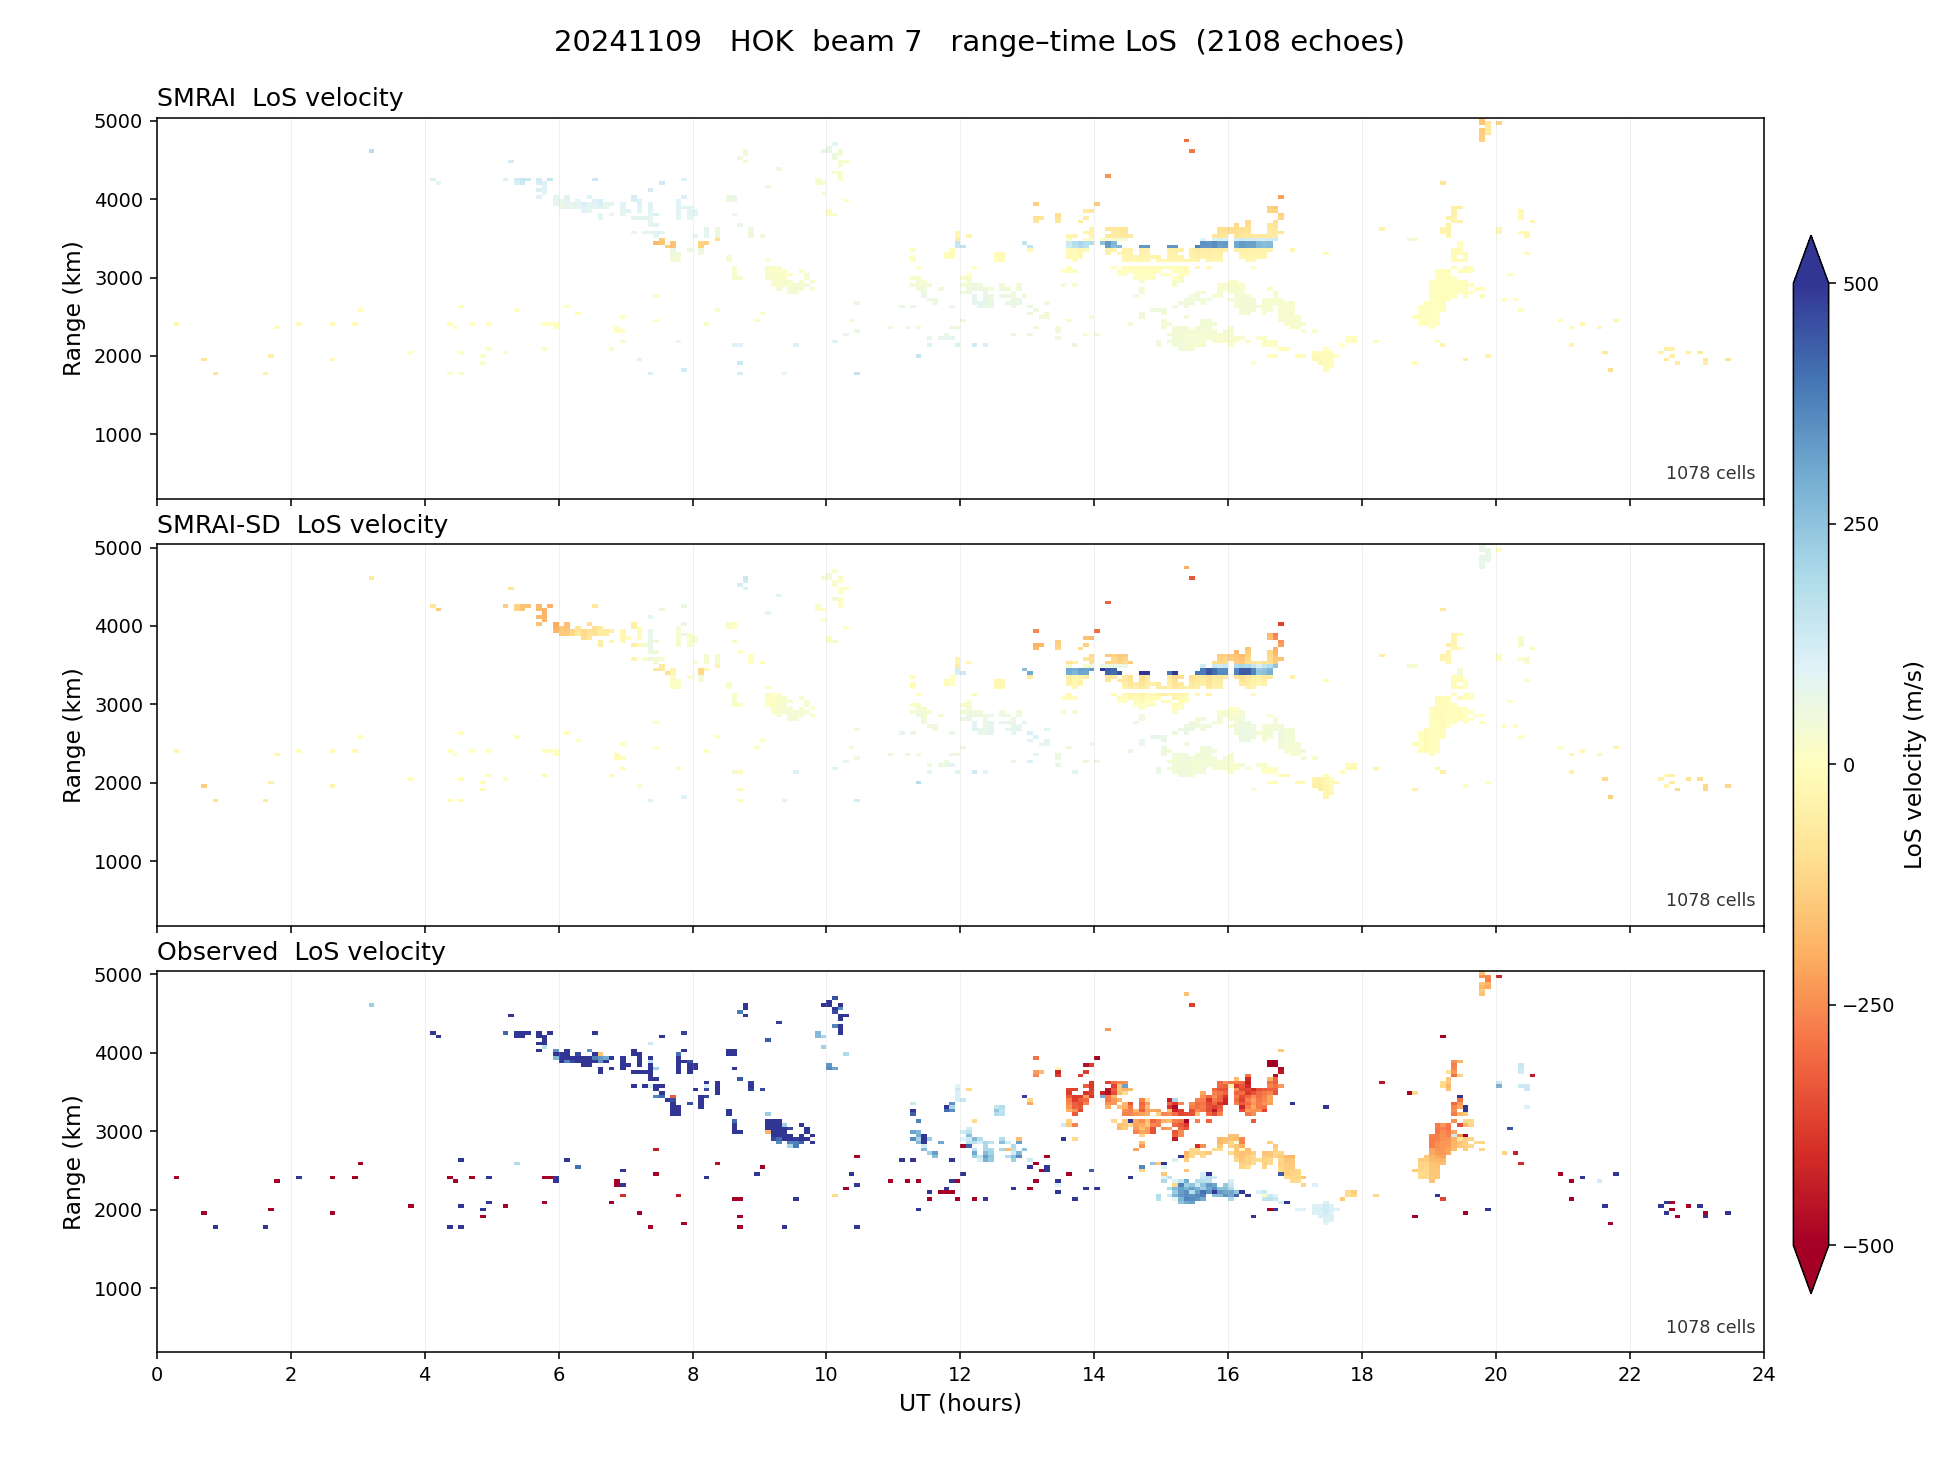 20241109   HOK  beam 7   range–time LoS  (2108 echoes)
SMRAI  LoS velocity
5000
4000
3000
2000
1000
Range (km)
1078 cells
SMRAI-SD  LoS velocity
5000
4000
3000
2000
1000
Range (km)
1078 cells
Observed  LoS velocity
5000
4000
3000
2000
1000
Range (km)
1078 cells
0 2 4 6 8 10 12 14 16 18 20 22 24
UT (hours)
500
250
0
−250
−500
LoS velocity (m/s)